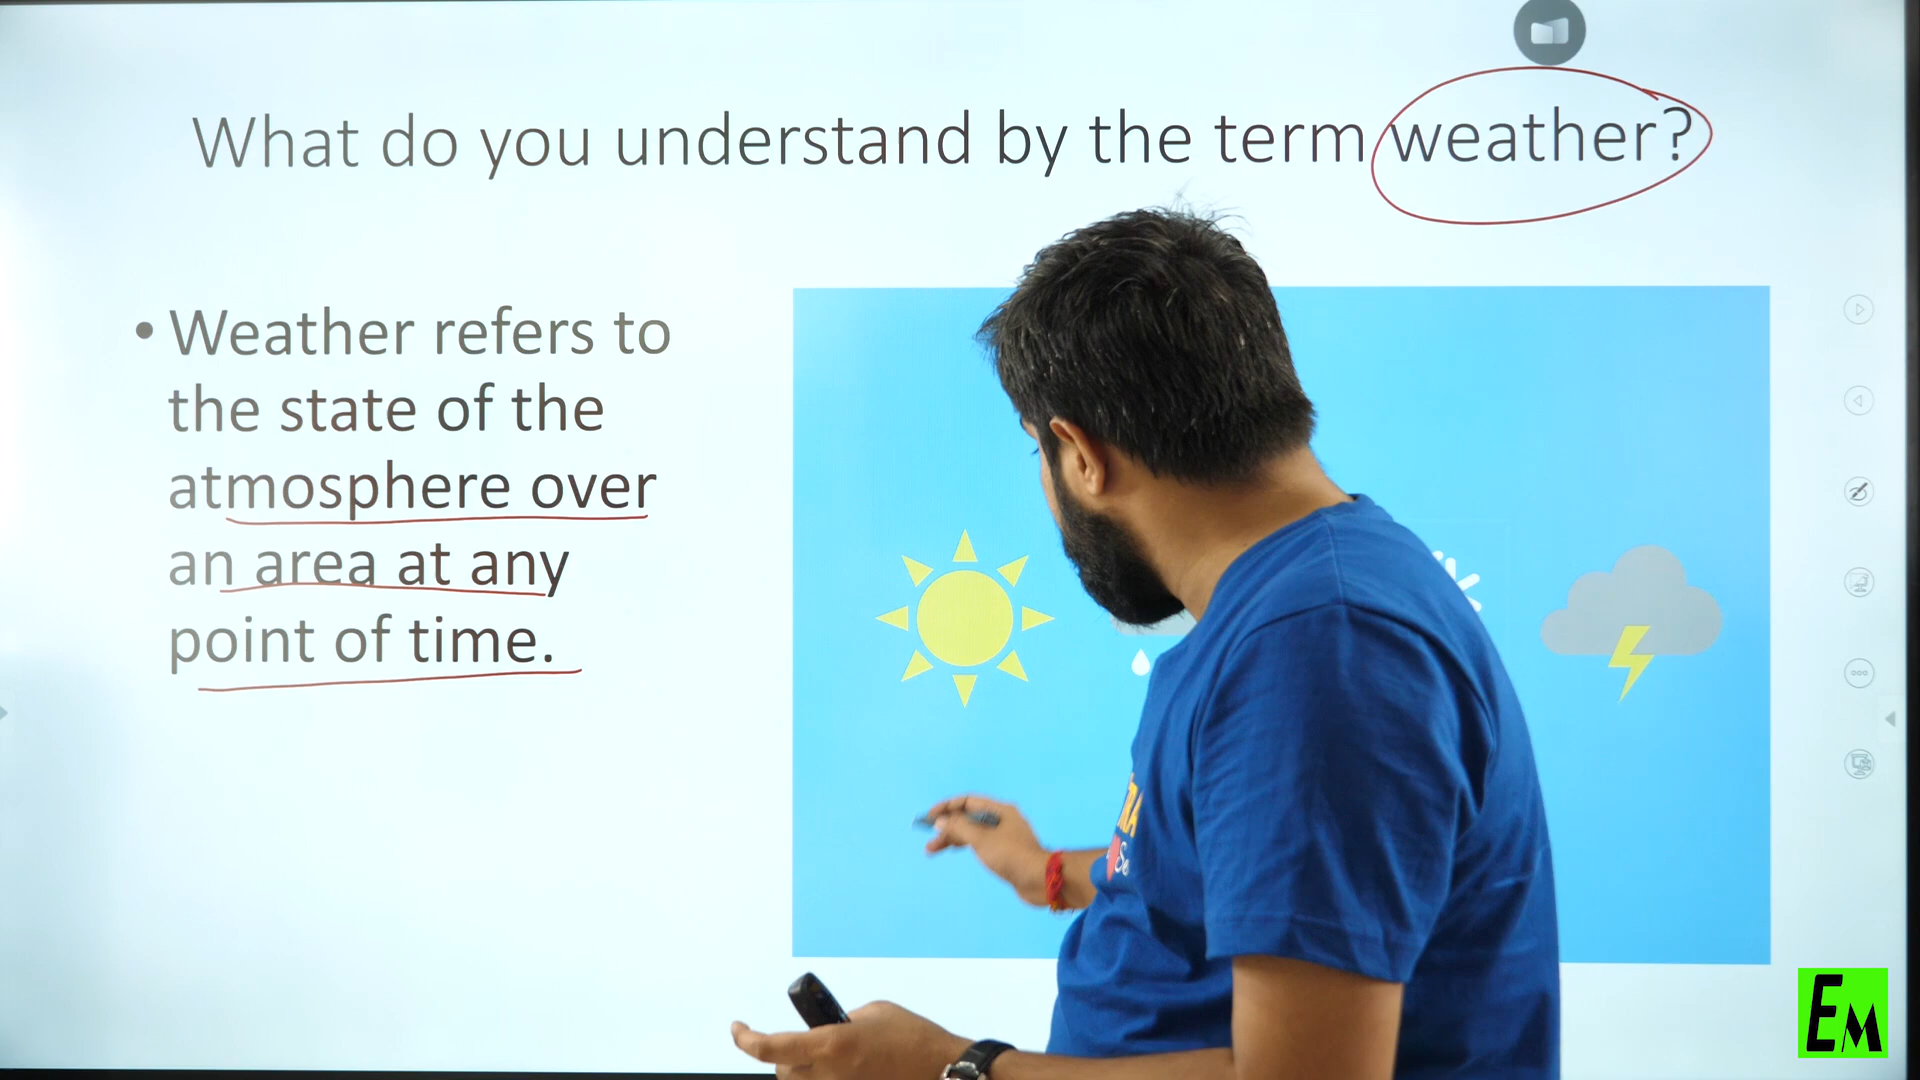 What do you understand by the term weather?
• Weather refers to
the state of the
atmosphere over
an area at any
point of time.
EM